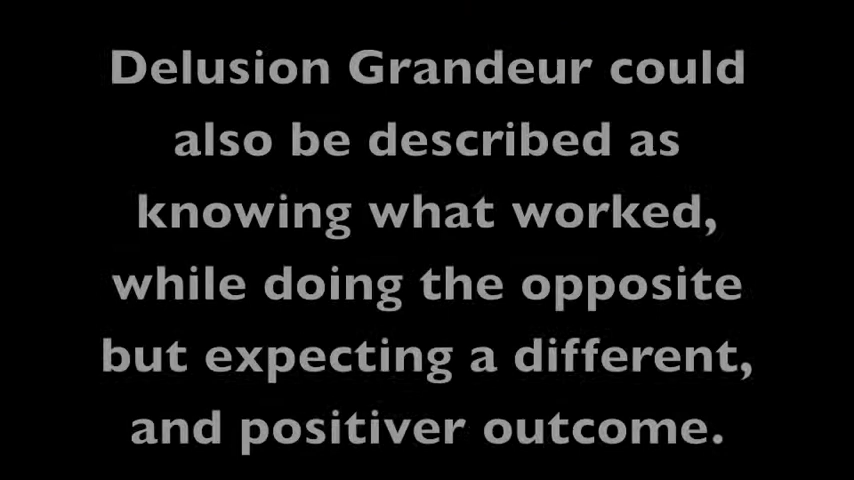 Delusion Grandeur could
also be described as
knowing what worked,
while doing the opposite
but expecting a different,
and positiver outcome.